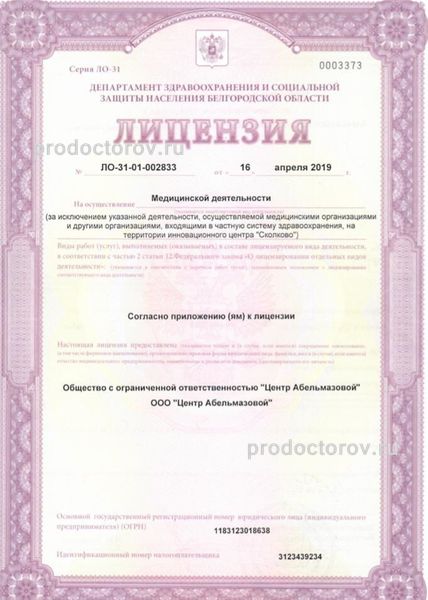 Серия ЛО-31
0003373
ДЕПАРТАМЕНТ ЗДРАВООХРАНЕНИЯ И СОЦИАЛЬНОЙ
ЗАЩИТЫ НАСЕЛЕНИЯ БЕЛГОРОДСКОЙ ОБЛАСТИ
ЛИЦЕНЗИЯ
prodoctorov.ru
№ ЛО-31-01-002833 от « 16 » апреля 2019 г.
На осуществление Медицинской деятельности
(за исключением указанной деятельности, осуществляемой медицинскими организациями
и другими организациями, входящими в частную систему здравоохранения, на
территории инновационного центра "Сколково")
Виды работ (услуг), выполняемых (оказываемых) в составе лицензируемого вида деятельности,
в соответствии с частью 2 статьи 12 Федерального закона «О лицензировании отдельных видов
деятельности»:
Согласно приложению (ям) к лицензии
Настоящая лицензия предоставлена
Общество с ограниченной ответственностью "Центр Абельмазовой"
ООО "Центр Абельмазовой"
prodoctorov.ru
Основной государственный регистрационный номер юридического лица (индивидуального
предпринимателя) (ОГРН) 1183123018638
Идентификационный номер налогоплательщика 3123439234